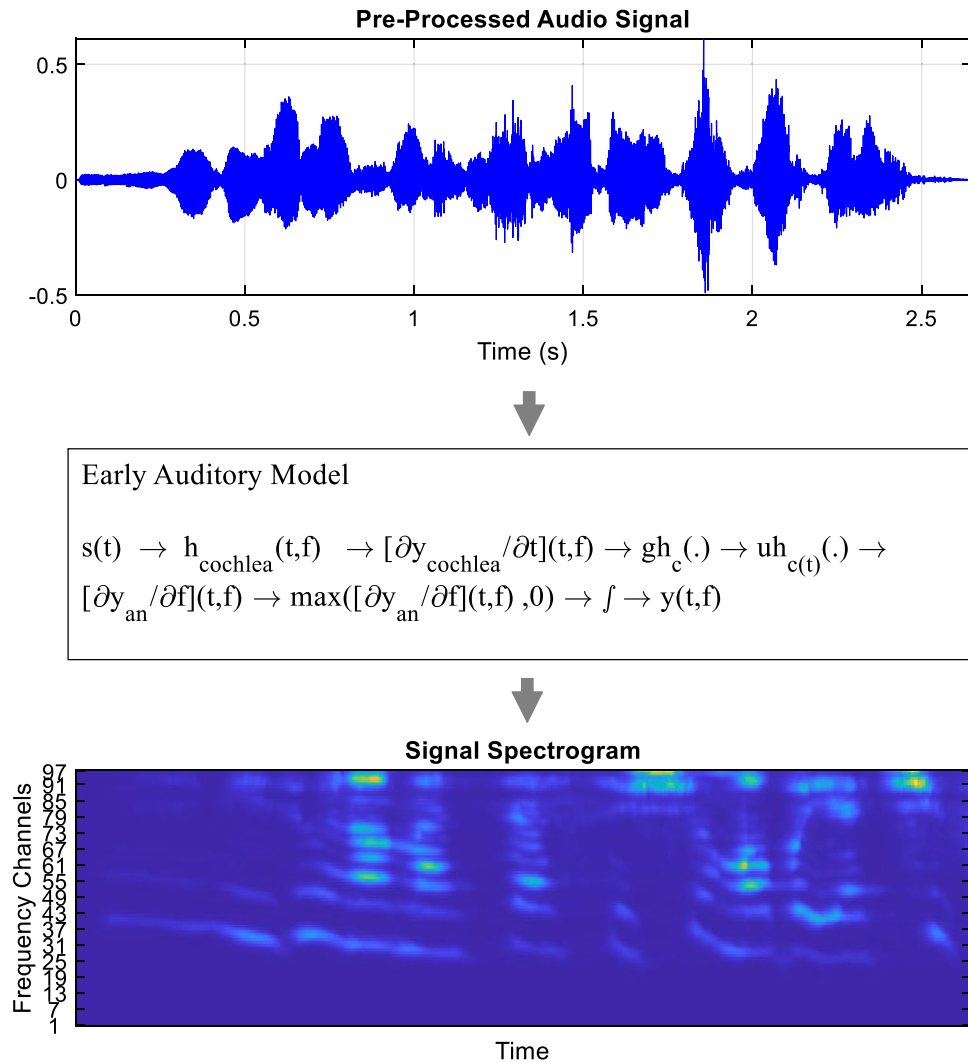 Pre-Processed Audio Signal
0.5
0
-0.5
0 0.5 1 1.5 2 2.5
Time (s)
Early Auditory Model
s(t) → h_cochlea(t,f) → [∂y_cochlea/∂t](t,f) → gh_c(.) → uh_c(t)(.) →
[∂y_an/∂f](t,f) → max([∂y_an/∂f](t,f) ,0) → ∫ → y(t,f)
Signal Spectrogram
Frequency Channels
97
91
85
79
73
67
61
55
49
43
37
31
25
19
13
7
1
Time